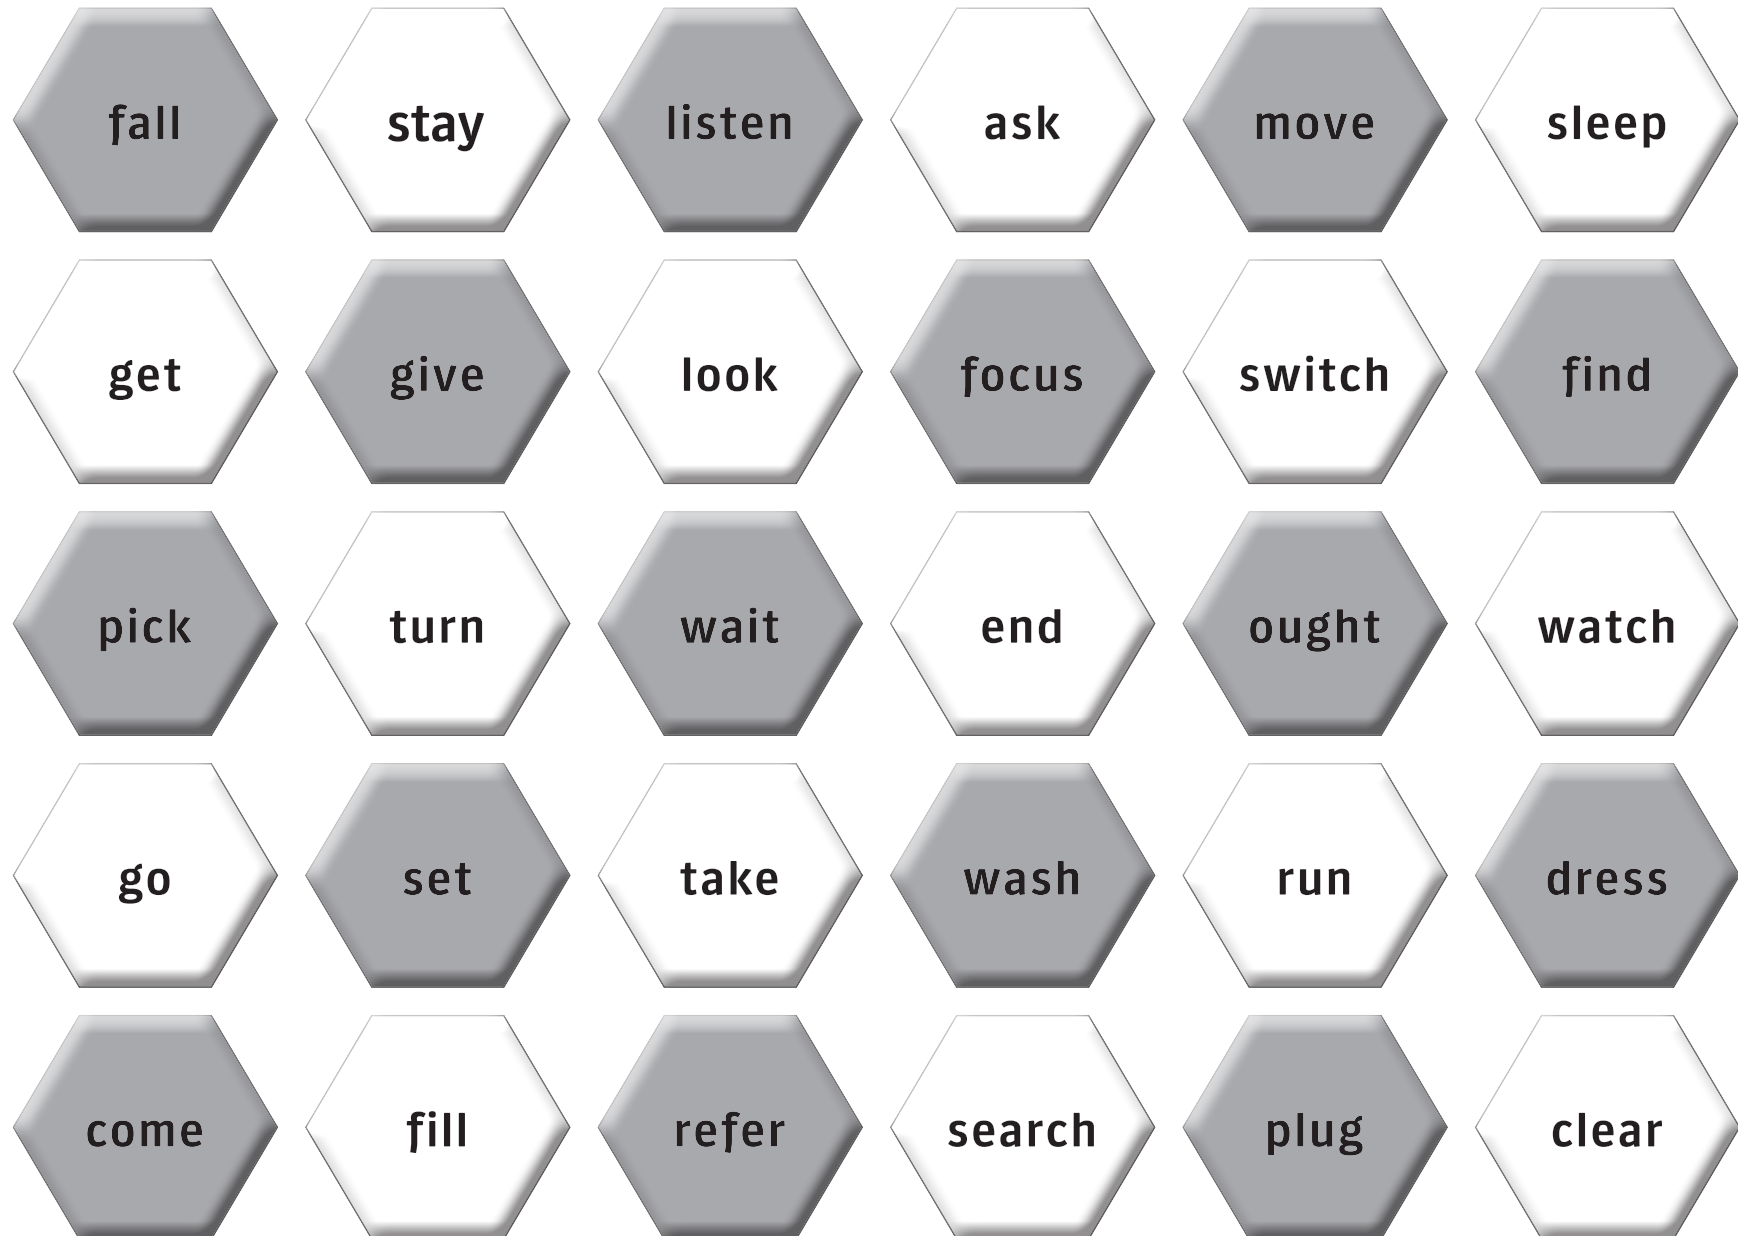 fall stay listen ask move sleep
get give look focus switch find
pick turn wait end ought watch
go set take wash run dress
come fill refer search plug clear